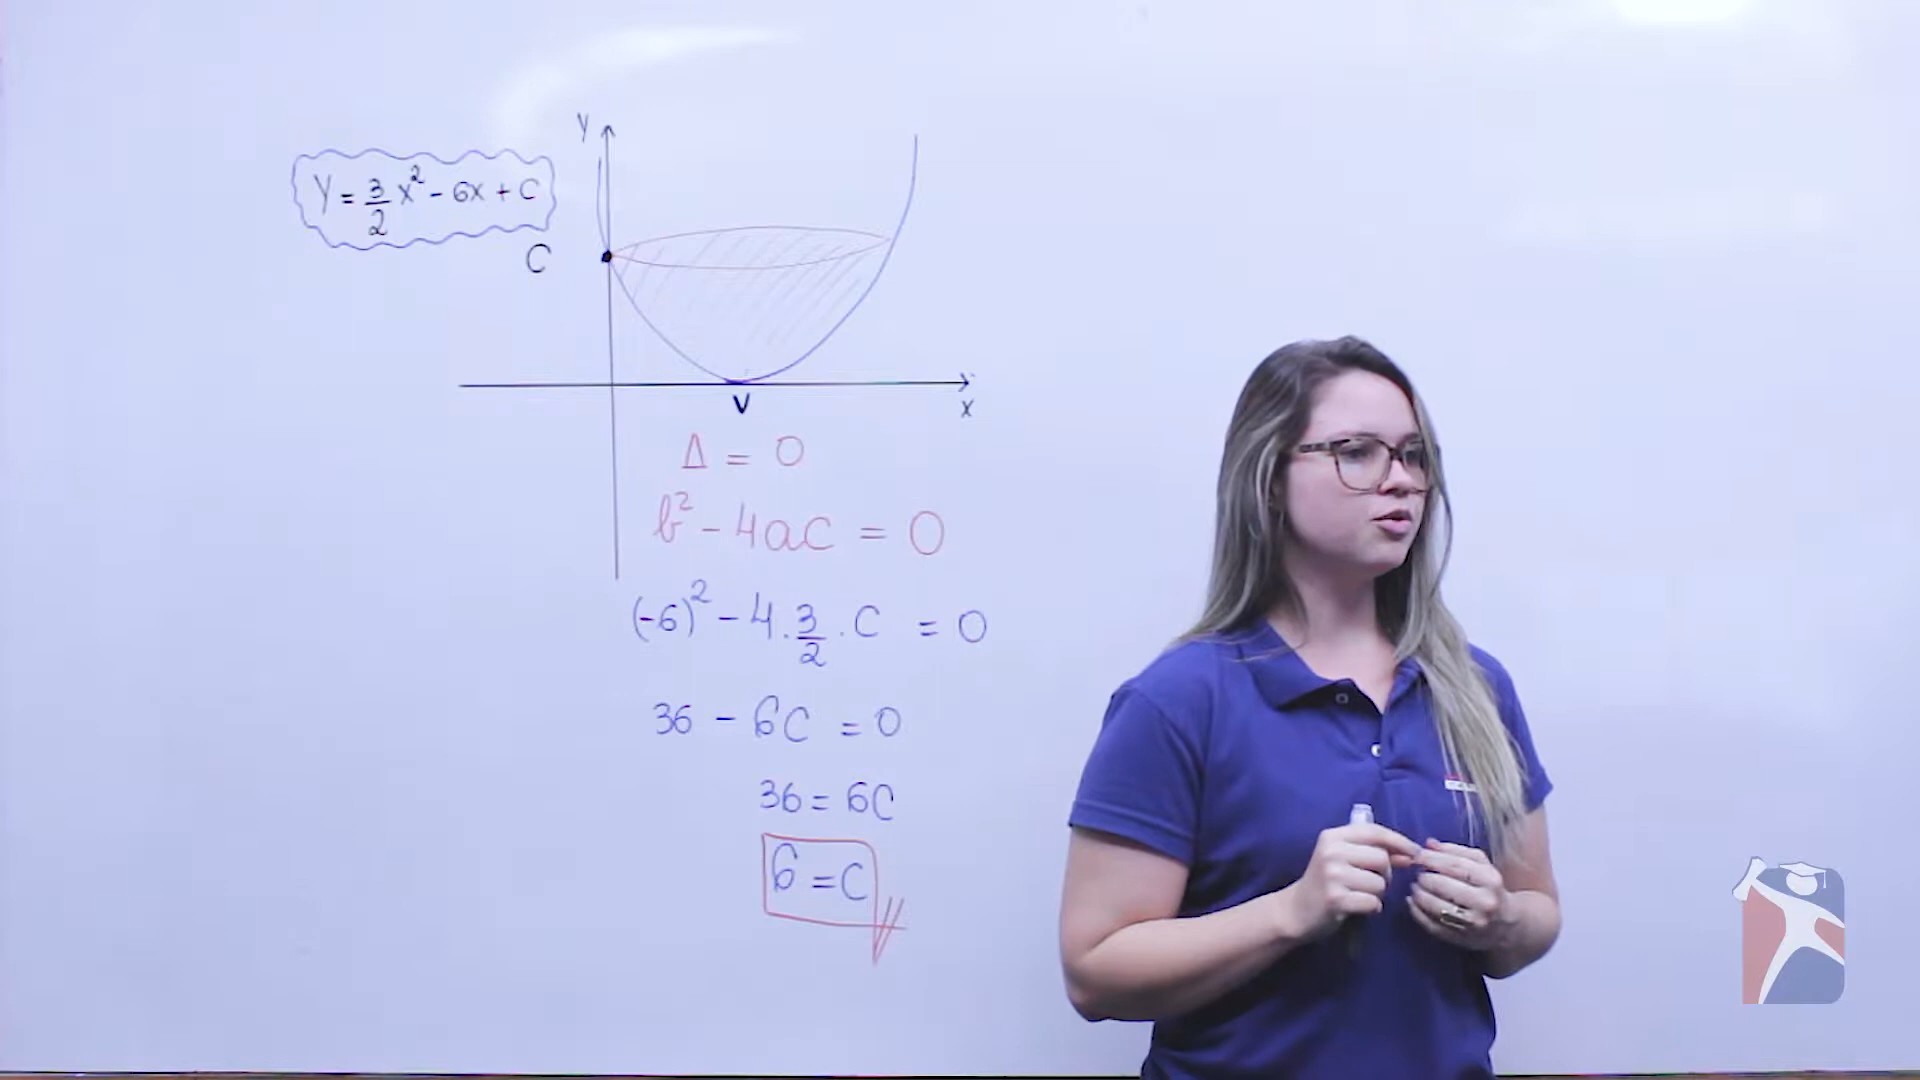 y
y = 3/2 x² - 6x + C
C
V
x
Δ = 0
b² - 4ac = 0
(-6)² - 4 . 3/2 . C = 0
36 - 6C = 0
36 = 6C
6 = C